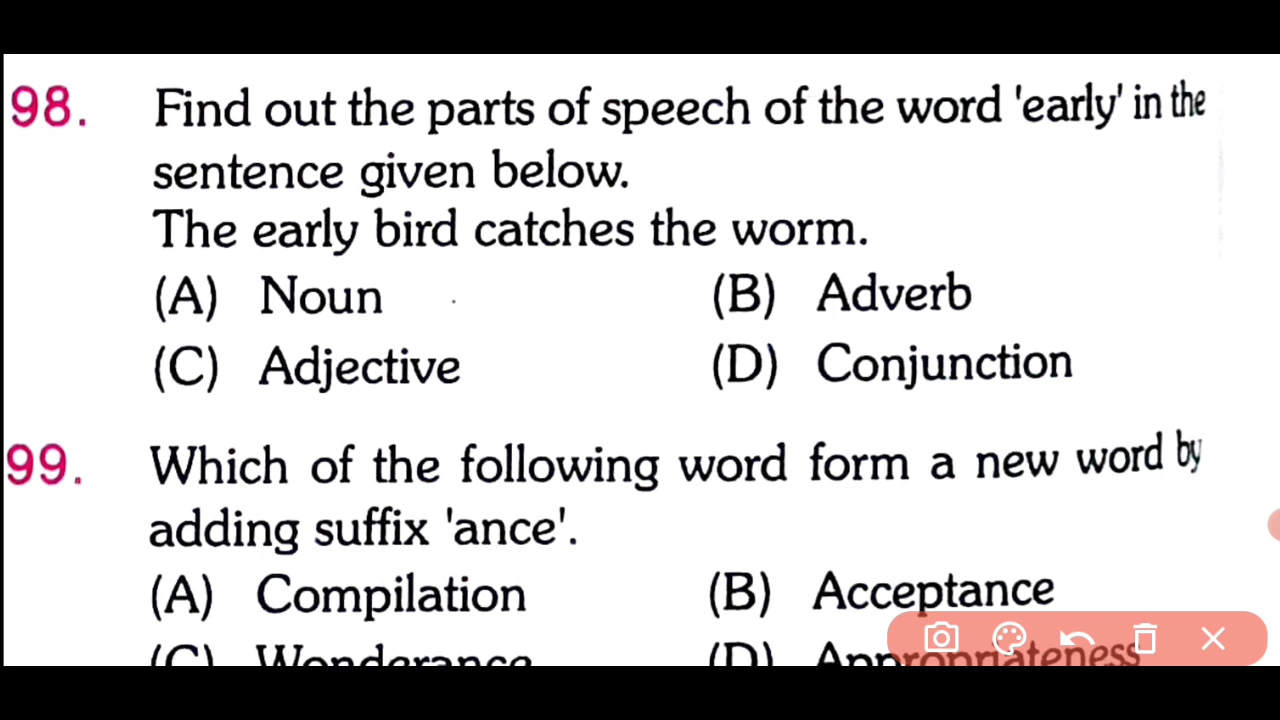 98. Find out the parts of speech of the word 'early' in the
sentence given below.
The early bird catches the worm.
(A) Noun (B) Adverb
(C) Adjective (D) Conjunction
99. Which of the following word form a new word by
adding suffix 'ance'.
(A) Compilation (B) Acceptance
(C) Wonderance (D) Appropriateness